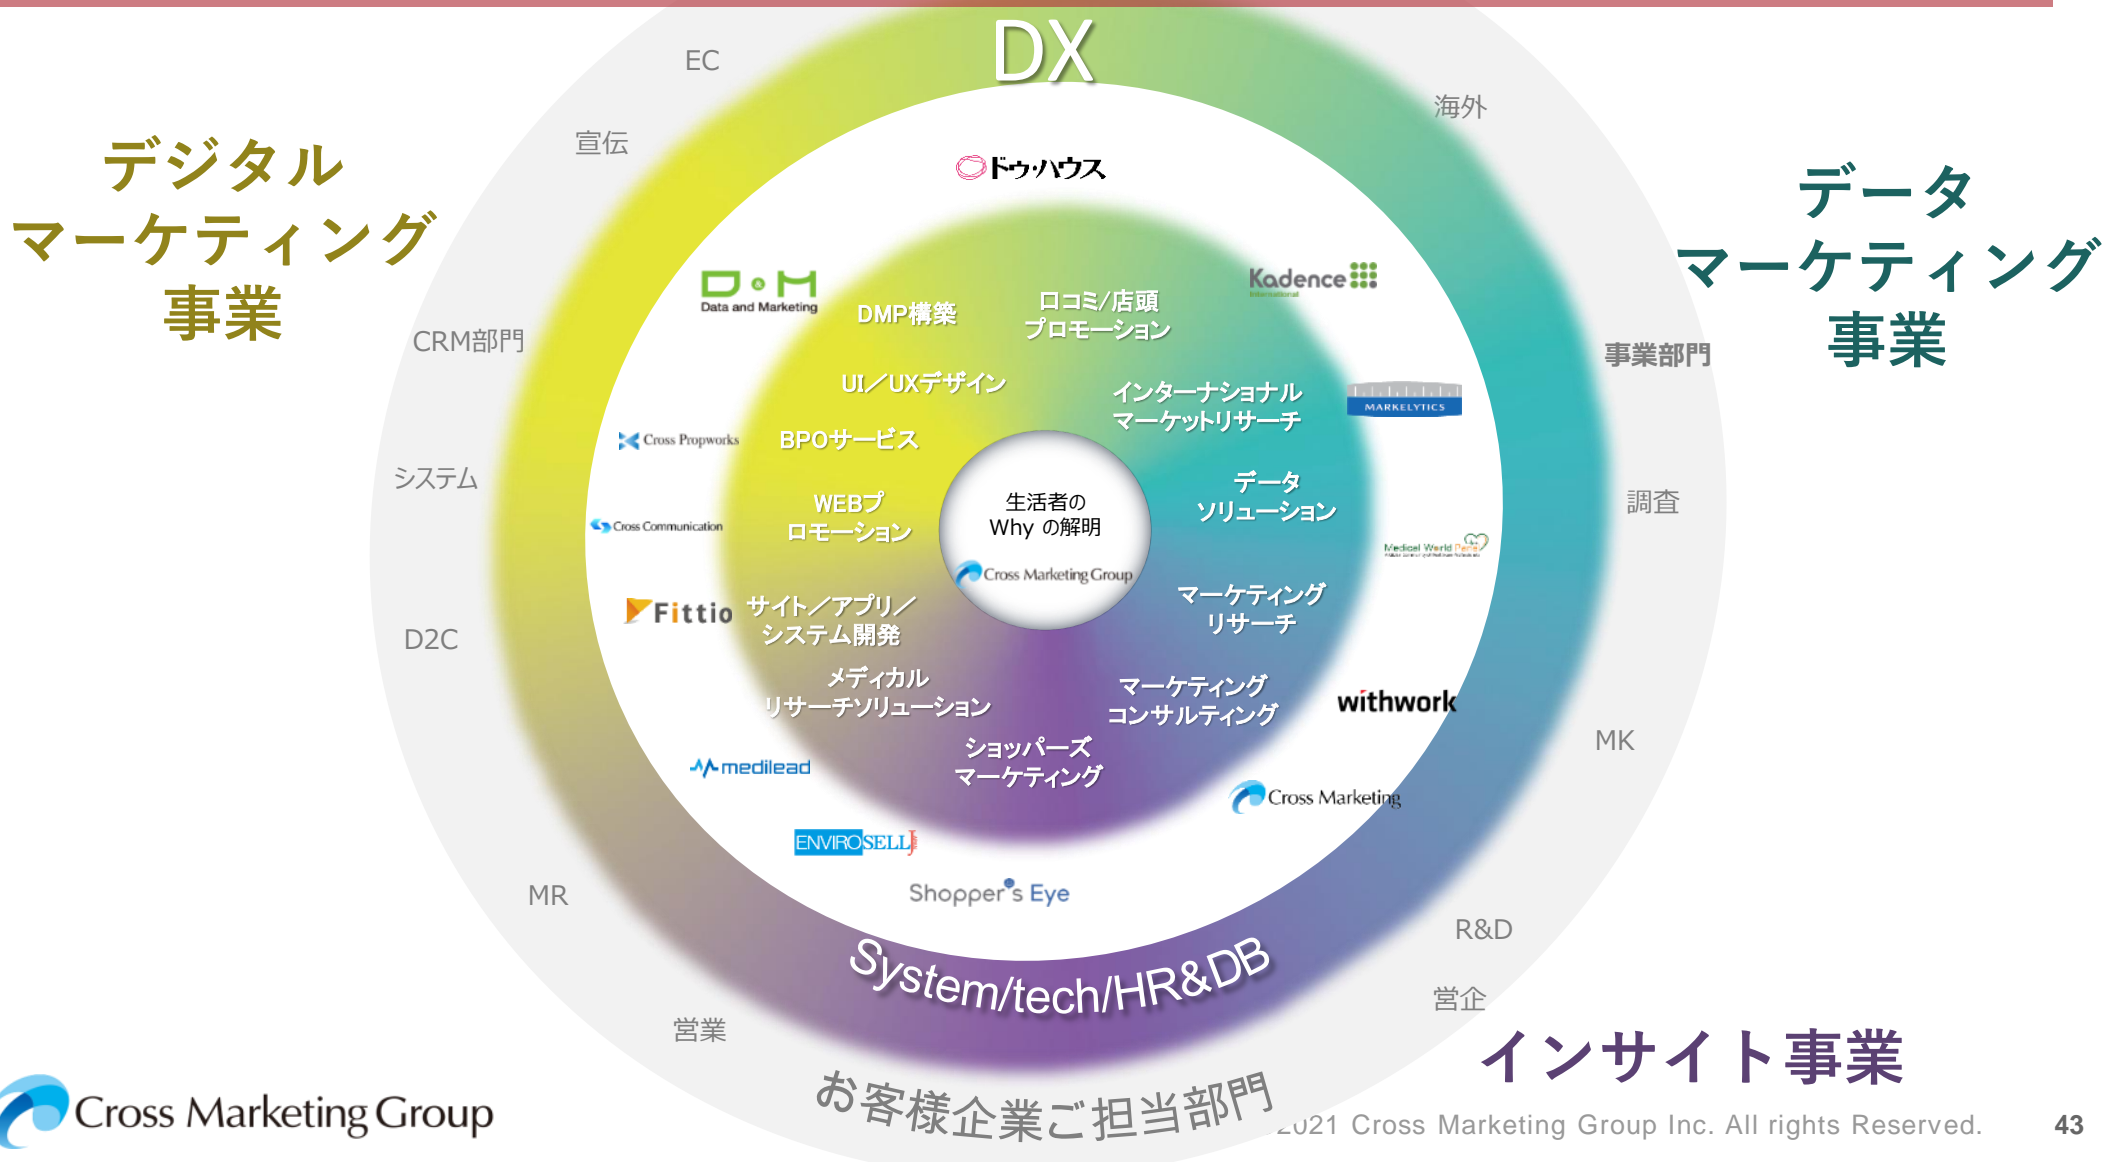 DX
EC
海外
宣伝
デジタル
マーケティング
事業
データ
マーケティング
事業
ドゥ・ハウス
D&M
Data and Marketing
Kadence
International
DMP構築
口コミ/店頭
プロモーション
CRM部門
事業部門
UI／UXデザイン
インターナショナル
マーケットリサーチ
MARKELYTICS
Cross Propworks
BPOサービス
システム
データ
ソリューション
調査
生活者の
Why の解明
Cross Marketing Group
WEBプ
ロモーション
Cross Communication
Medical World Panel
Fittio
サイト／アプリ／
システム開発
マーケティング
リサーチ
D2C
メディカル
リサーチソリューション
マーケティング
コンサルティング
withwork
MK
ショッパーズ
マーケティング
medilead
Cross Marketing
ENVIROSELL
Shopper's Eye
MR
R&D
System/tech/HR&DB
営企
営業
インサイト事業
お客様企業ご担当部門
Cross Marketing Group
2021 Cross Marketing Group Inc. All rights Reserved.
43